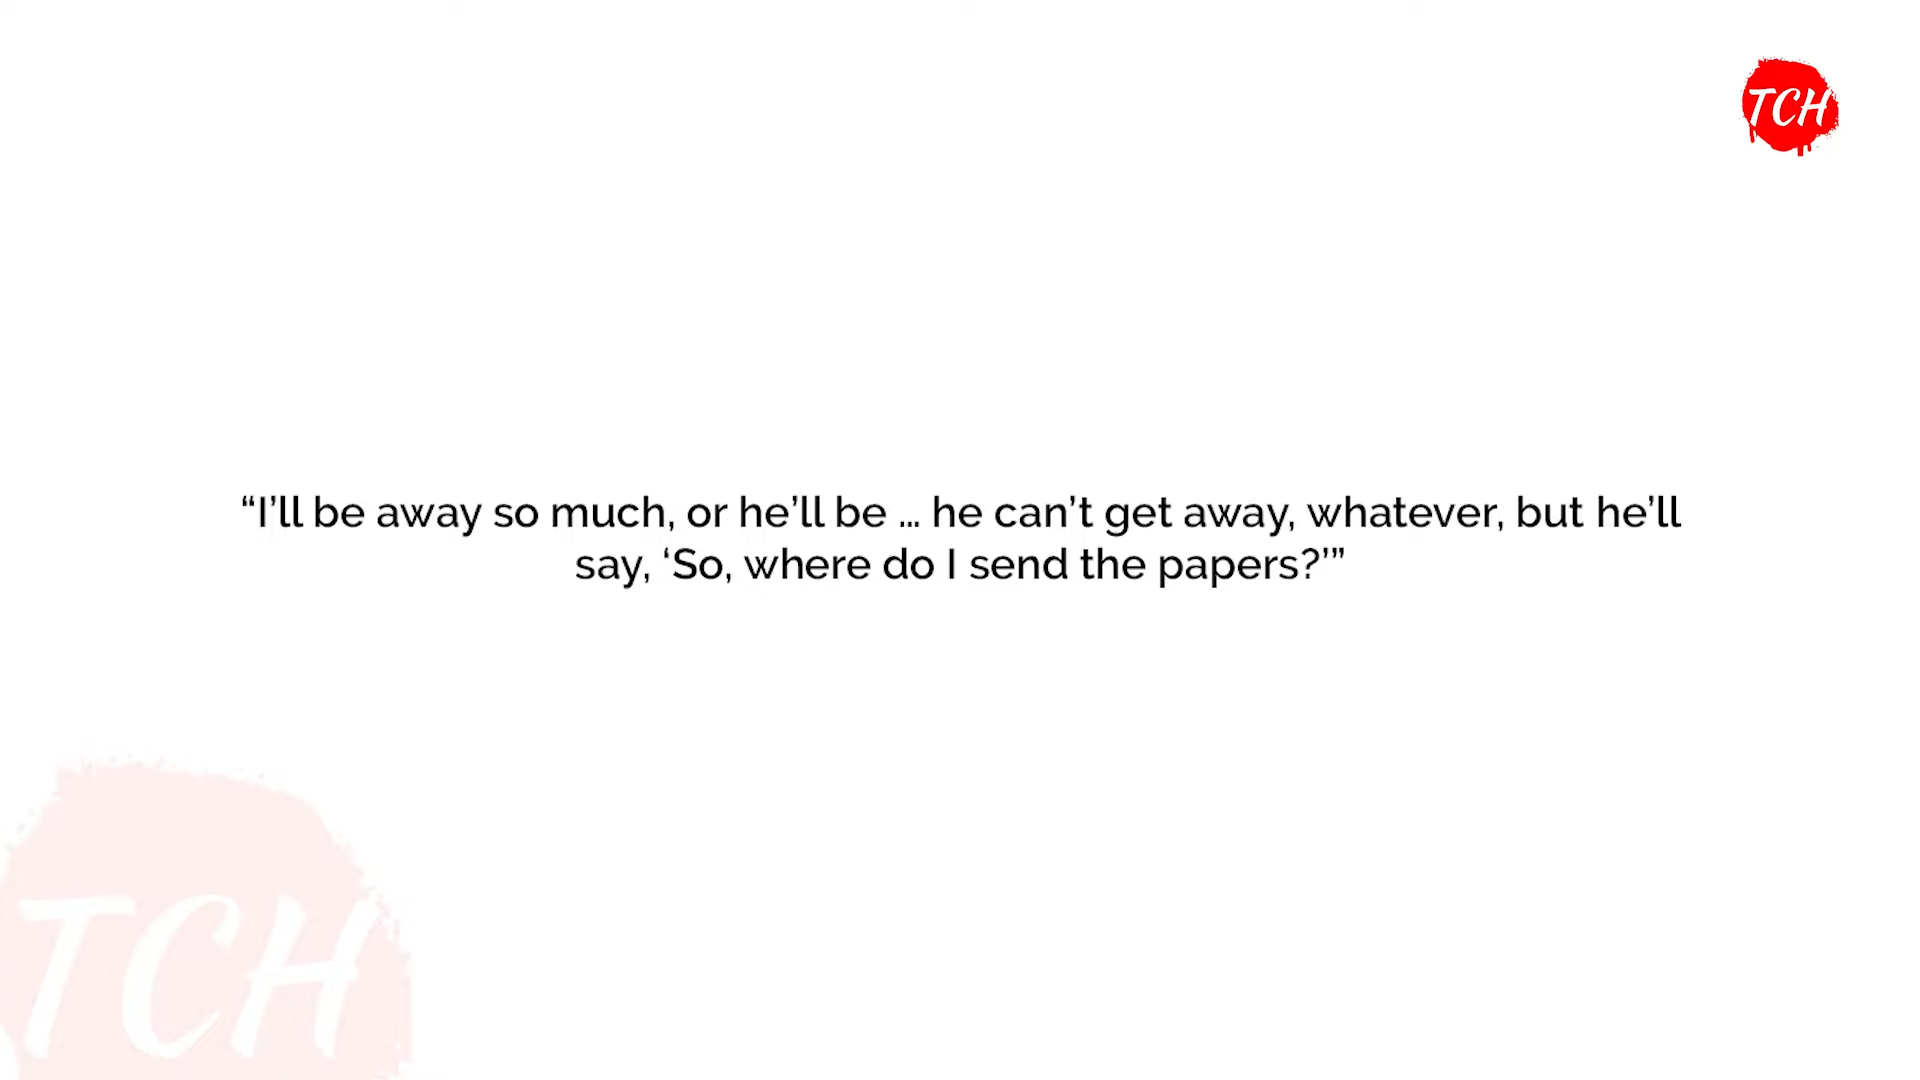 TCH
“I’ll be away so much, or he’ll be ... he can’t get away, whatever, but he’ll
say, ‘So, where do I send the papers?’”
TCH